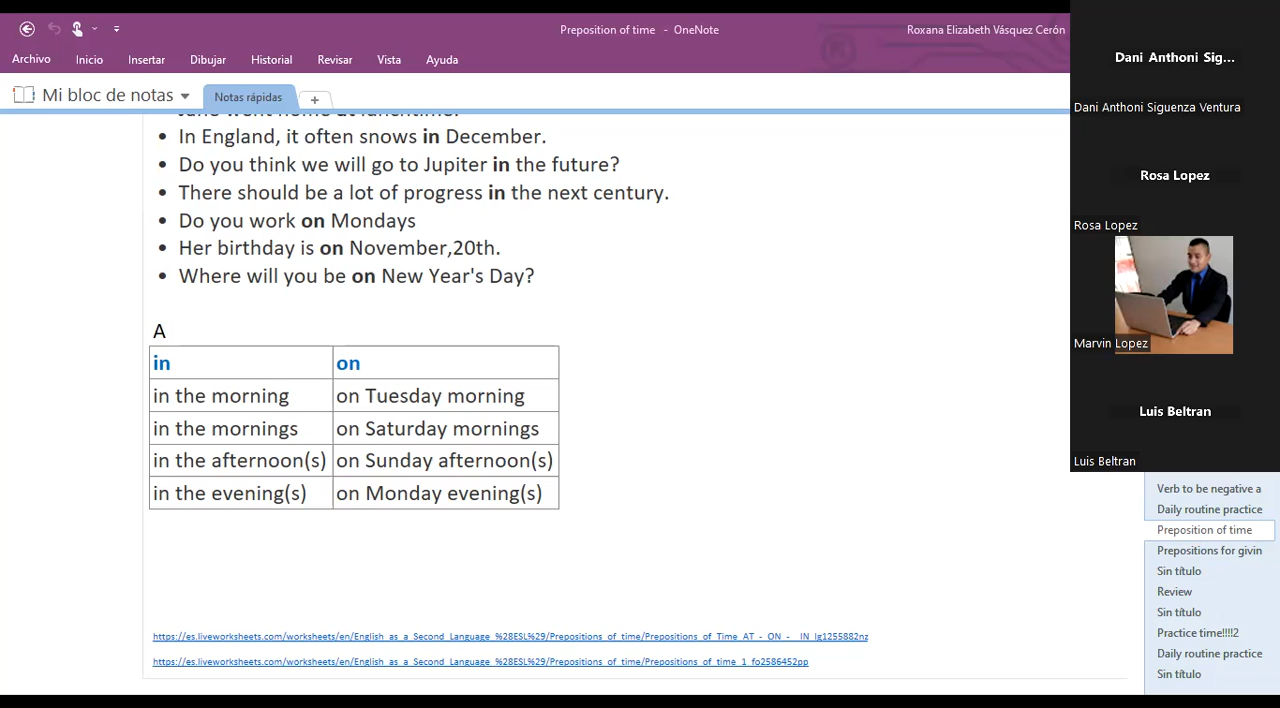 Preposition of time - OneNote
Roxana Elizabeth Vásquez Cerón
Archivo Inicio Insertar Dibujar Historial Revisar Vista Ayuda
Mi bloc de notas
Notas rápidas
+
Jane went home at lunchtime.
• In England, it often snows in December.
• Do you think we will go to Jupiter in the future?
• There should be a lot of progress in the next century.
• Do you work on Mondays
• Her birthday is on November,20th.
• Where will you be on New Year's Day?
A
in on
in the morning on Tuesday morning
in the mornings on Saturday mornings
in the afternoon(s) on Sunday afternoon(s)
in the evening(s) on Monday evening(s)
https://es.liveworksheets.com/worksheets/en/English_as_a_Second_Language_%28ESL%29/Prepositions_of_time/Prepositions_of_Time_AT_-_ON_-__IN_lg1255882nz
https://es.liveworksheets.com/worksheets/en/English_as_a_Second_Language_%28ESL%29/Prepositions_of_time/Prepositions_of_time_1_fo2586452pp
Dani Anthoni Sig...
Dani Anthoni Siguenza Ventura
Rosa Lopez
Rosa Lopez
Marvin Lopez
Luis Beltran
Luis Beltran
Verb to be negative a
Daily routine practice
Preposition of time
Prepositions for givin
Sin título
Review
Sin título
Practice time!!!!2
Daily routine practice
Sin título